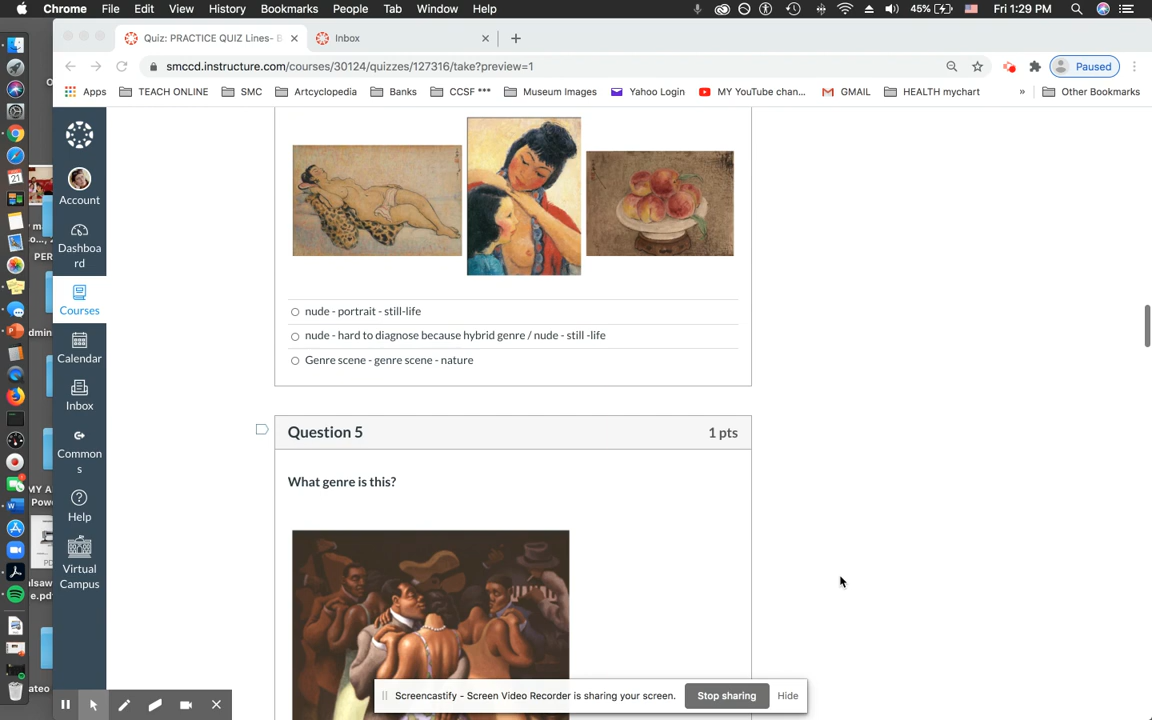 Chrome File Edit View History Bookmarks People Tab Window Help 45% Fri 1:29 PM
Quiz: PRACTICE QUIZ Lines- B Inbox
smccd.instructure.com/courses/30124/quizzes/127316/take?preview=1 Paused
Apps TEACH ONLINE SMC Artcyclopedia Banks CCSF *** Museum Images Yahoo Login MY YouTube chan... GMAIL HEALTH mychart » Other Bookmarks
Account
Dashboa
rd
Courses
Calendar
Inbox
Common
s
Help
Virtual
Campus
nude - portrait - still-life
nude - hard to diagnose because hybrid genre / nude - still -life
Genre scene - genre scene - nature
Question 5 1 pts
What genre is this?
Screencastify - Screen Video Recorder is sharing your screen. Stop sharing Hide